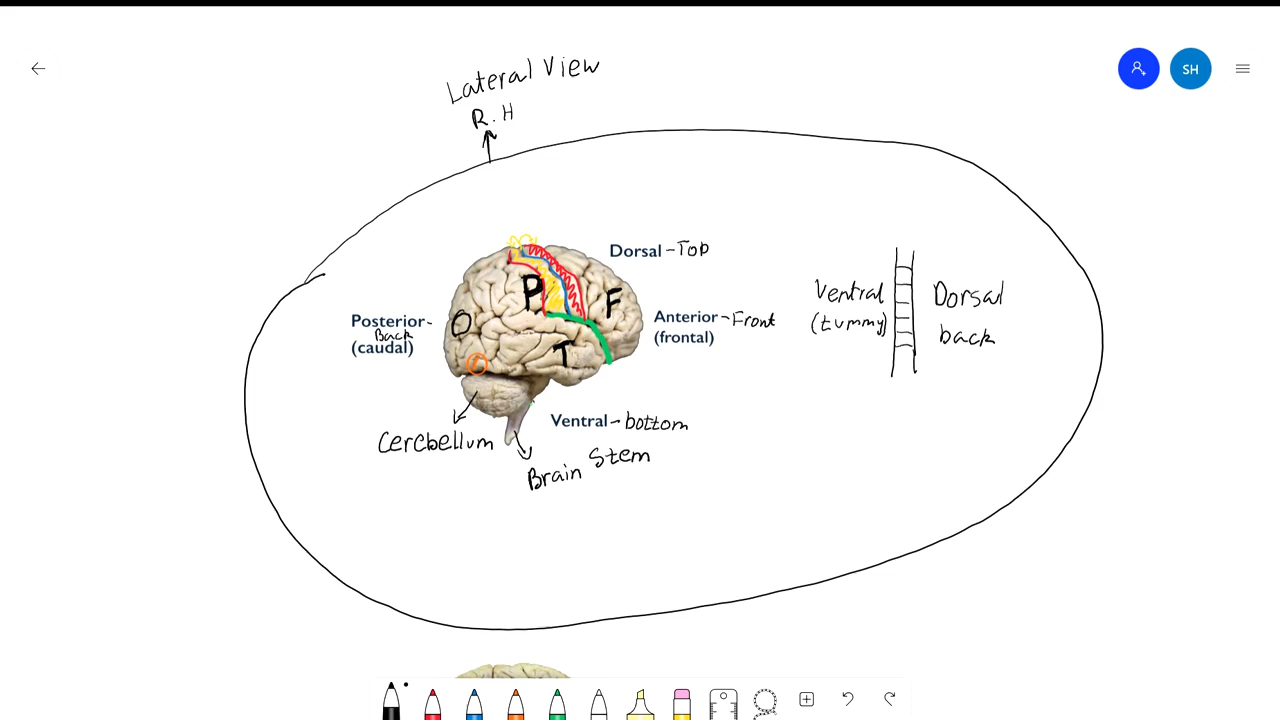 Lateral View
R.H
SH
Dorsal -Top
Posterior-
Back
(caudal)
O
P
F
T
Anterior -Front
(frontal)
Ventral
(tummy)
Dorsal
back
Ventral -bottom
Cerebellum
Brain Stem